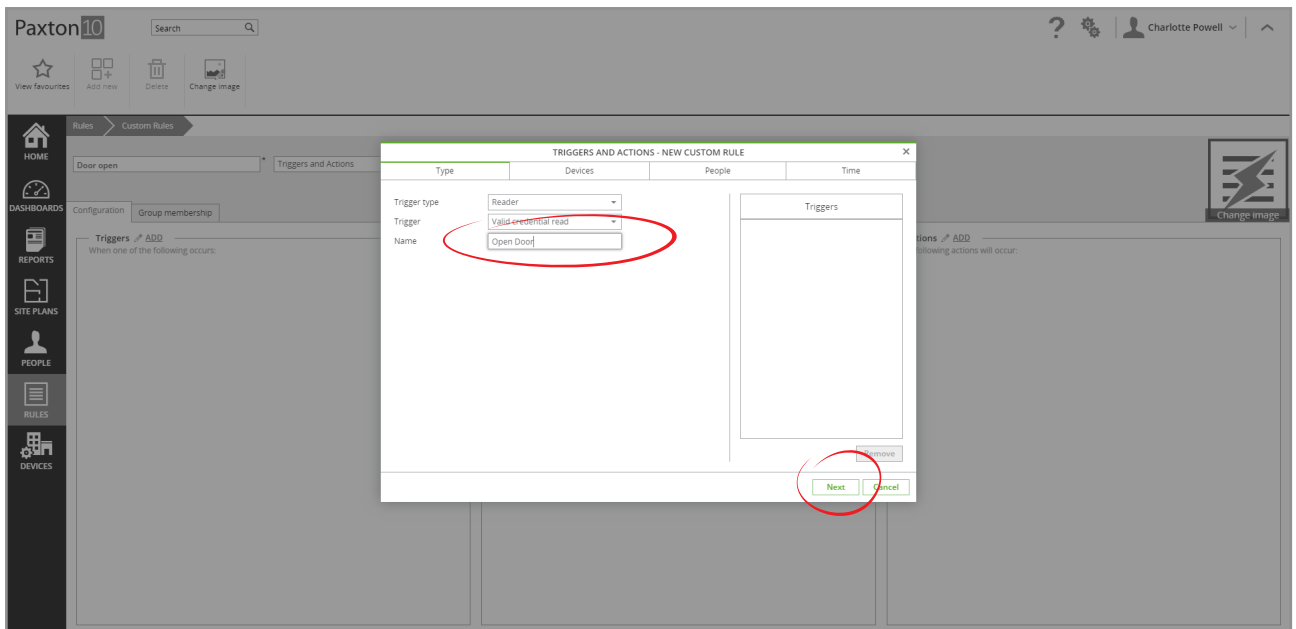 Paxton10
Search
Charlotte Powell
View favourites
Add new
Delete
Change image
Rules
Custom Rules
HOME
DASHBOARDS
REPORTS
SITE PLANS
PEOPLE
RULES
DEVICES
Door open
*
Triggers and Actions
Change image
Configuration
Group membership
Triggers ADD
When one of the following occurs:
tions ADD
ollowing actions will occur:
TRIGGERS AND ACTIONS - NEW CUSTOM RULE
Type
Devices
People
Time
Trigger type
Reader
Trigger
Valid credential read
Name
Open Door
Triggers
Remove
Next
Cancel